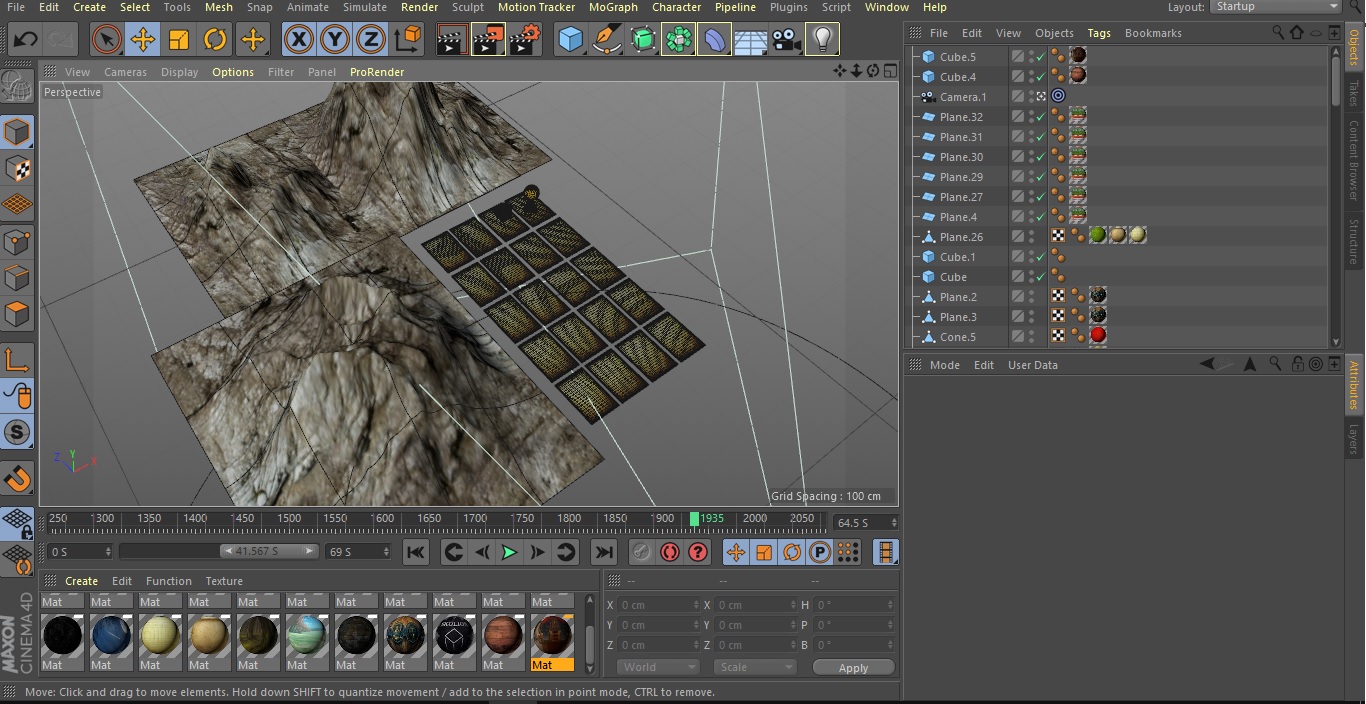 File Edit Create Select Tools Mesh Snap Animate Simulate Render Sculpt Motion Tracker MoGraph Character Pipeline Plugins Script Window Help Layout: Startup
X Y Z
File Edit View Objects Tags Bookmarks
View Cameras Display Options Filter Panel ProRender
Perspective
Cube.5
Cube.4
Camera.1
Plane.32
Plane.31
Plane.30
Plane.29
Plane.27
Plane.4
Plane.26
Cube.1
Cube
Plane.2
Plane.3
Cone.5
Objects
Takes
Content Browser
Structure
Mode Edit User Data
Attributes
Layers
S
Z Y X
Grid Spacing : 100 cm
250 1300 1350 1400 1450 1500 1550 1600 1650 1700 1750 1800 1850 1900 1935 2000 2050 64.5 S
0 S 41.567 S 69 S
P
Create Edit Function Texture
-- -- --
Mat Mat Mat Mat Mat Mat Mat Mat Mat Mat Mat
X 0 cm X 0 cm H 0 °
Y 0 cm Y 0 cm P 0 °
Z 0 cm Z 0 cm B 0 °
Mat Mat Mat Mat Mat Mat Mat Mat Mat Mat Mat
World Scale Apply
MAXON
CINEMA4D
Move: Click and drag to move elements. Hold down SHIFT to quantize movement / add to the selection in point mode, CTRL to remove.